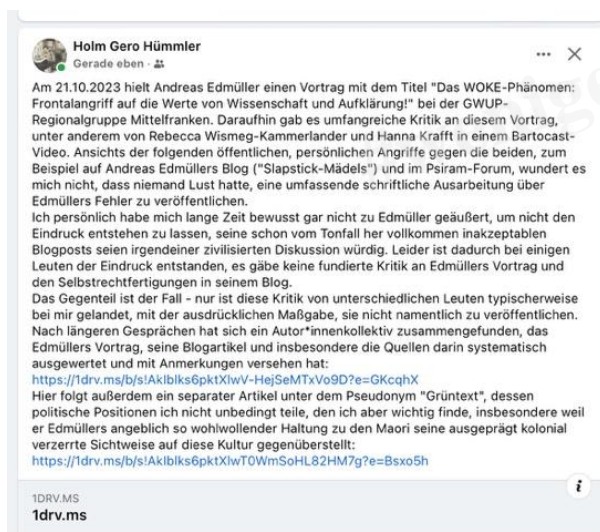 Holm Gero Hümmler
Gerade eben ·
Am 21.10.2023 hielt Andreas Edmüller einen Vortrag mit dem Titel "Das WOKE-Phänomen:
Frontalangriff auf die Werte von Wissenschaft und Aufklärung!" bei der GWUP-
Regionalgruppe Mittelfranken. Daraufhin gab es umfangreiche Kritik an diesem Vortrag,
unter anderem von Rebecca Wismeg-Kammerlander und Hanna Krafft in einem Bartocast-
Video. Ansichts der folgenden öffentlichen, persönlichen Angriffe gegen die beiden, zum
Beispiel auf Andreas Edmüllers Blog ("Slapstick-Mädels") und im Psiram-Forum, wundert es
mich nicht, dass niemand Lust hatte, eine umfassende schriftliche Ausarbeitung über
Edmüllers Fehler zu veröffentlichen.
Ich persönlich habe mich lange Zeit bewusst gar nicht zu Edmüller geäußert, um nicht den
Eindruck entstehen zu lassen, seine schon vom Tonfall her vollkommen inakzeptablen
Blogposts seien irgendeiner zivilisierten Diskussion würdig. Leider ist dadurch bei einigen
Leuten der Eindruck entstanden, es gäbe keine fundierte Kritik an Edmüllers Vortrag und
den Selbstrechtfertigungen in seinem Blog.
Das Gegenteil ist der Fall - nur ist diese Kritik von unterschiedlichen Leuten typischerweise
bei mir gelandet, mit der ausdrücklichen Maßgabe, sie nicht namentlich zu veröffentlichen.
Nach längeren Gesprächen hat sich ein Autor*innenkollektiv zusammengefunden, das
Edmüllers Vortrag, seine Blogartikel und insbesondere die Quellen darin systematisch
ausgewertet und mit Anmerkungen versehen hat:
https://1drv.ms/b/s!AkIblks6pktXlwV-HejSeMTxVo9D?e=GKcqhX
Hier folgt außerdem ein separater Artikel unter dem Pseudonym "Grüntext", dessen
politische Positionen ich nicht unbedingt teile, den ich aber wichtig finde, insbesondere weil
er Edmüllers angeblich so wohlwollender Haltung zu den Maori seine ausgeprägt kolonial
verzerrte Sichtweise auf diese Kultur gegenüberstellt:
https://1drv.ms/b/s!AkIblks6pktXlwT0WmSoHL82HM7g?e=Bsxo5h
1DRV.MS
1drv.ms